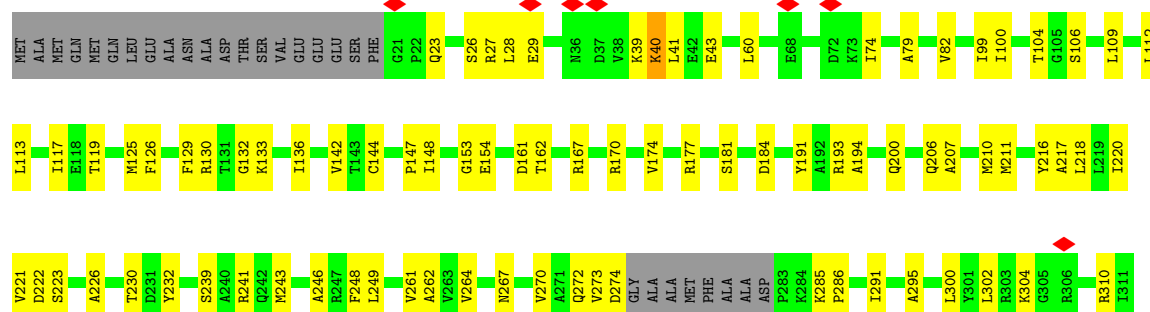 MET ALA MET GLN MET GLN LEU GLU ALA ASN ALA ASP THR SER VAL GLU GLU GLU SER PHE G21 P22 Q23 S26 R27 L28 E29 N36 D37 V38 K39 K40 L41 E42 E43 L60 E68 D72 K73 I74 A79 V82 I99 I100 T104 G105 S106 L109 L112
L113 I117 E118 T119 M125 F126 F129 R130 T131 G132 K133 I136 V142 T143 C144 P147 I148 G153 E154 D161 T162 R167 R170 V174 R177 S181 D184 Y191 A192 R193 A194 Q200 Q206 A207 M210 M211 Y216 A217 L218 L219 I220
V221 D222 S223 A226 T230 D231 Y232 S239 A240 R241 Q242 M243 A246 R247 F248 L249 V261 A262 V263 V264 N267 V270 A271 Q272 V273 D274 GLY ALA ALA MET PHE ALA ALA ASP P283 K284 K285 P286 I291 A295 L300 Y301 L302 R303 K304 G305 R306 R310 I311